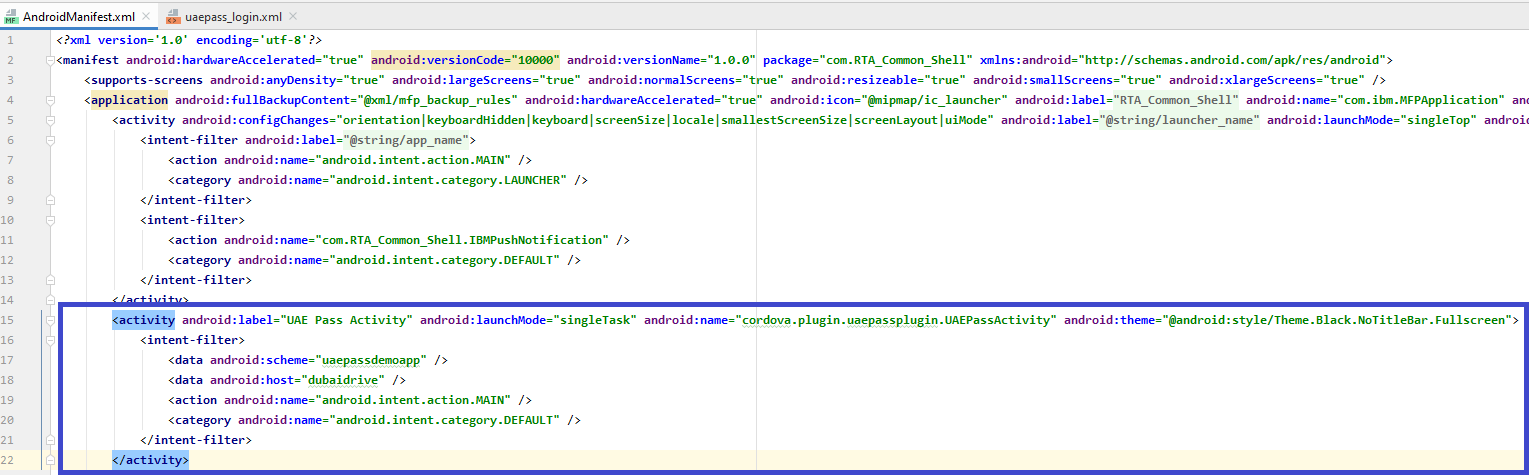 AndroidManifest.xml uaepass_login.xml
1 <?xml version='1.0' encoding='utf-8'?>
2 <manifest android:hardwareAccelerated="true" android:versionCode="10000" android:versionName="1.0.0" package="com.RTA_Common_Shell" xmlns:android="http://schemas.android.com/apk/res/android">
3 <supports-screens android:anyDensity="true" android:largeScreens="true" android:normalScreens="true" android:resizeable="true" android:smallScreens="true" android:xlargeScreens="true" />
4 <application android:fullBackupContent="@xml/mfp_backup_rules" android:hardwareAccelerated="true" android:icon="@mipmap/ic_launcher" android:label="RTA_Common_Shell" android:name="com.ibm.MFPApplication" and
5 <activity android:configChanges="orientation|keyboardHidden|keyboard|screenSize|locale|smallestScreenSize|screenLayout|uiMode" android:label="@string/launcher_name" android:launchMode="singleTop" androi
6 <intent-filter android:label="@string/app_name">
7 <action android:name="android.intent.action.MAIN" />
8 <category android:name="android.intent.category.LAUNCHER" />
9 </intent-filter>
10 <intent-filter>
11 <action android:name="com.RTA_Common_Shell.IBMPushNotification" />
12 <category android:name="android.intent.category.DEFAULT" />
13 </intent-filter>
14 </activity>
15 <activity android:label="UAE Pass Activity" android:launchMode="singleTask" android:name="cordova.plugin.uaepassplugin.UAEPassActivity" android:theme="@android:style/Theme.Black.NoTitleBar.Fullscreen">
16 <intent-filter>
17 <data android:scheme="uaepassdemoapp" />
18 <data android:host="dubaidrive" />
19 <action android:name="android.intent.action.MAIN" />
20 <category android:name="android.intent.category.DEFAULT" />
21 </intent-filter>
22 </activity>